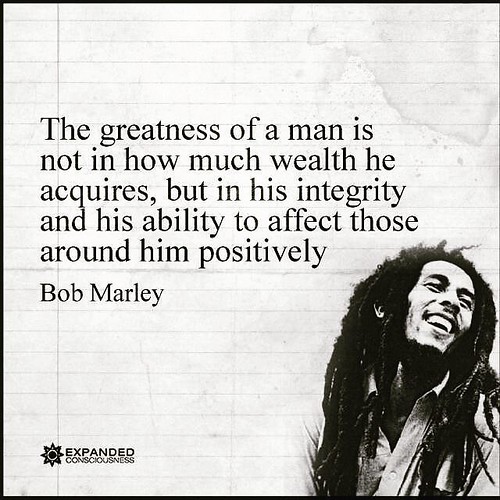 The greatness of a man is
not in how much wealth he
acquires, but in his integrity
and his ability to affect those
around him positively
Bob Marley
EXPANDED
CONSCIOUSNESS